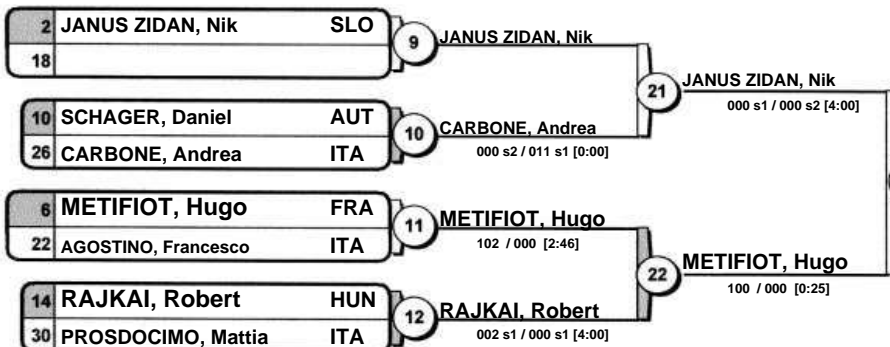 2 JANUS ZIDAN, Nik SLO
18
9 JANUS ZIDAN, Nik
21 JANUS ZIDAN, Nik
000 s1 / 000 s2 [4:00]
10 SCHAGER, Daniel AUT
26 CARBONE, Andrea ITA
10 CARBONE, Andrea
000 s2 / 011 s1 [0:00]
6 METIFIOT, Hugo FRA
22 AGOSTINO, Francesco ITA
11 METIFIOT, Hugo
102 / 000 [2:46]
22 METIFIOT, Hugo
100 / 000 [0:25]
14 RAJKAI, Robert HUN
30 PROSDOCIMO, Mattia ITA
12 RAJKAI, Robert
002 s1 / 000 s1 [4:00]